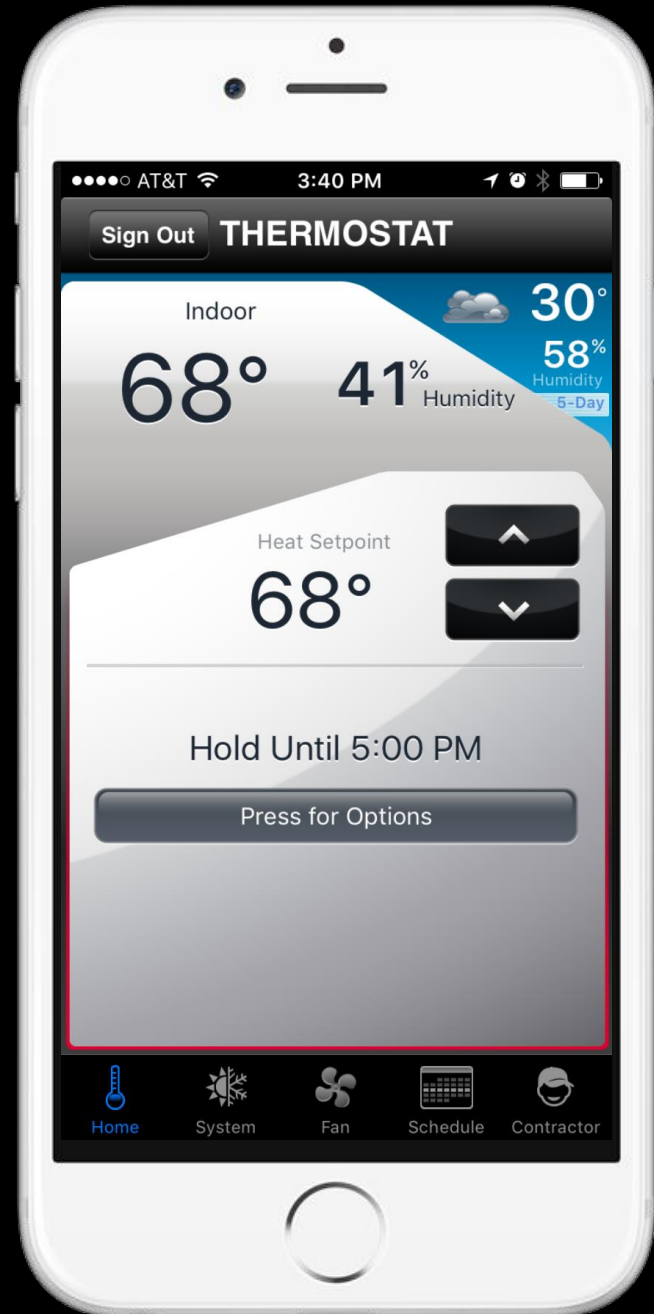 AT&T 3:40 PM
Sign Out THERMOSTAT
Indoor
68°
41% Humidity
30°
58%
Humidity
5-Day
Heat Setpoint
68°
Hold Until 5:00 PM
Press for Options
Home System Fan Schedule Contractor